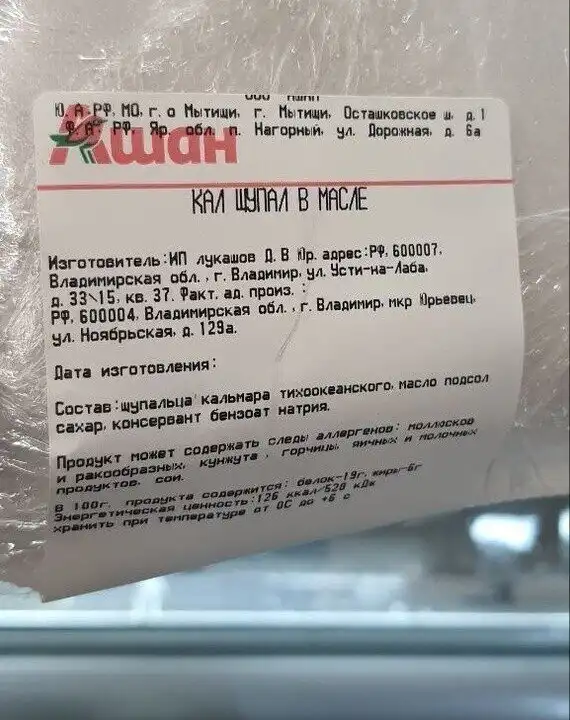 ООО "АШАН"
Ю. А. РФ, МО, г. о Мытищи, г. Мытищи, Осташковское ш, д. 1
Ф. А. РФ, Яр. обл, п. Нагорный, ул. Дорожная, д. 6а
Ашан
КАЛ ЩУПАЛ В МАСЛЕ
Изготовитель:ИП лукашов Д. В Юр. адрес:РФ, 600007,
Владимирская обл. , г. Владимир, ул. Усти-на-Лаба,
д. 33\15, кв. 37. Факт. ад. произ. :
РФ, 600004, Владимирская обл. , г. Владимир, мкр Юрьевец,
ул. Ноябрьская, д. 129а.
Дата изготовления:
Состав:щупальца кальмара тихоокеанского, масло подсол
сахар, консервант бензоат натрия.
Продукт может содержать следы аллергенов: моллюсков
и ракообразных, кунжута , горчицы, яичных и молочных
продуктов, сои.
В 100г. продукта содержится: белок-19г, жиры-6г
Энергетическая ценность:126 ккал/528 кДж
хранить при температуре от 0С до +6 с